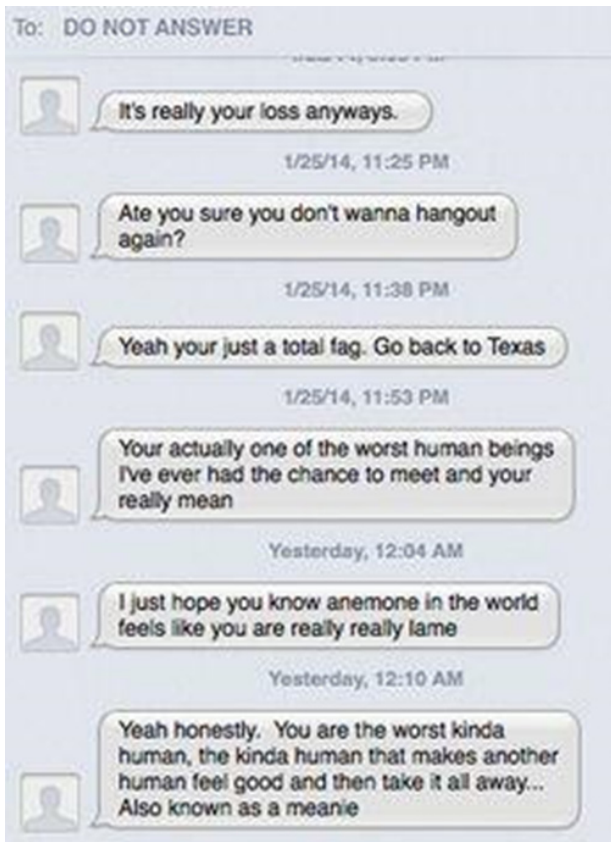 To: DO NOT ANSWER
It's really your loss anyways.
1/25/14, 11:25 PM
Ate you sure you don't wanna hangout
again?
1/25/14, 11:38 PM
Yeah your just a total fag. Go back to Texas
1/25/14, 11:53 PM
Your actually one of the worst human beings
I've ever had the chance to meet and your
really mean
Yesterday, 12:04 AM
I just hope you know anemone in the world
feels like you are really really lame
Yesterday, 12:10 AM
Yeah honestly. You are the worst kinda
human, the kinda human that makes another
human feel good and then take it all away...
Also known as a meanie